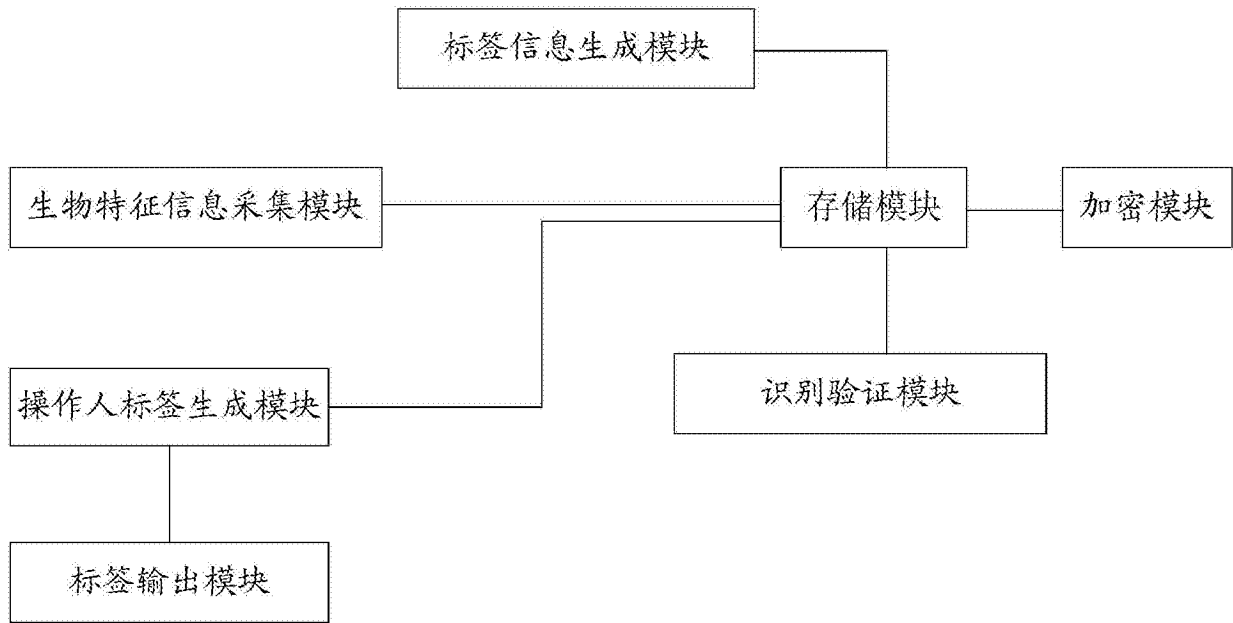 标签信息生成模块
生物特征信息采集模块
存储模块
加密模块
操作人标签生成模块
识别验证模块
标签输出模块